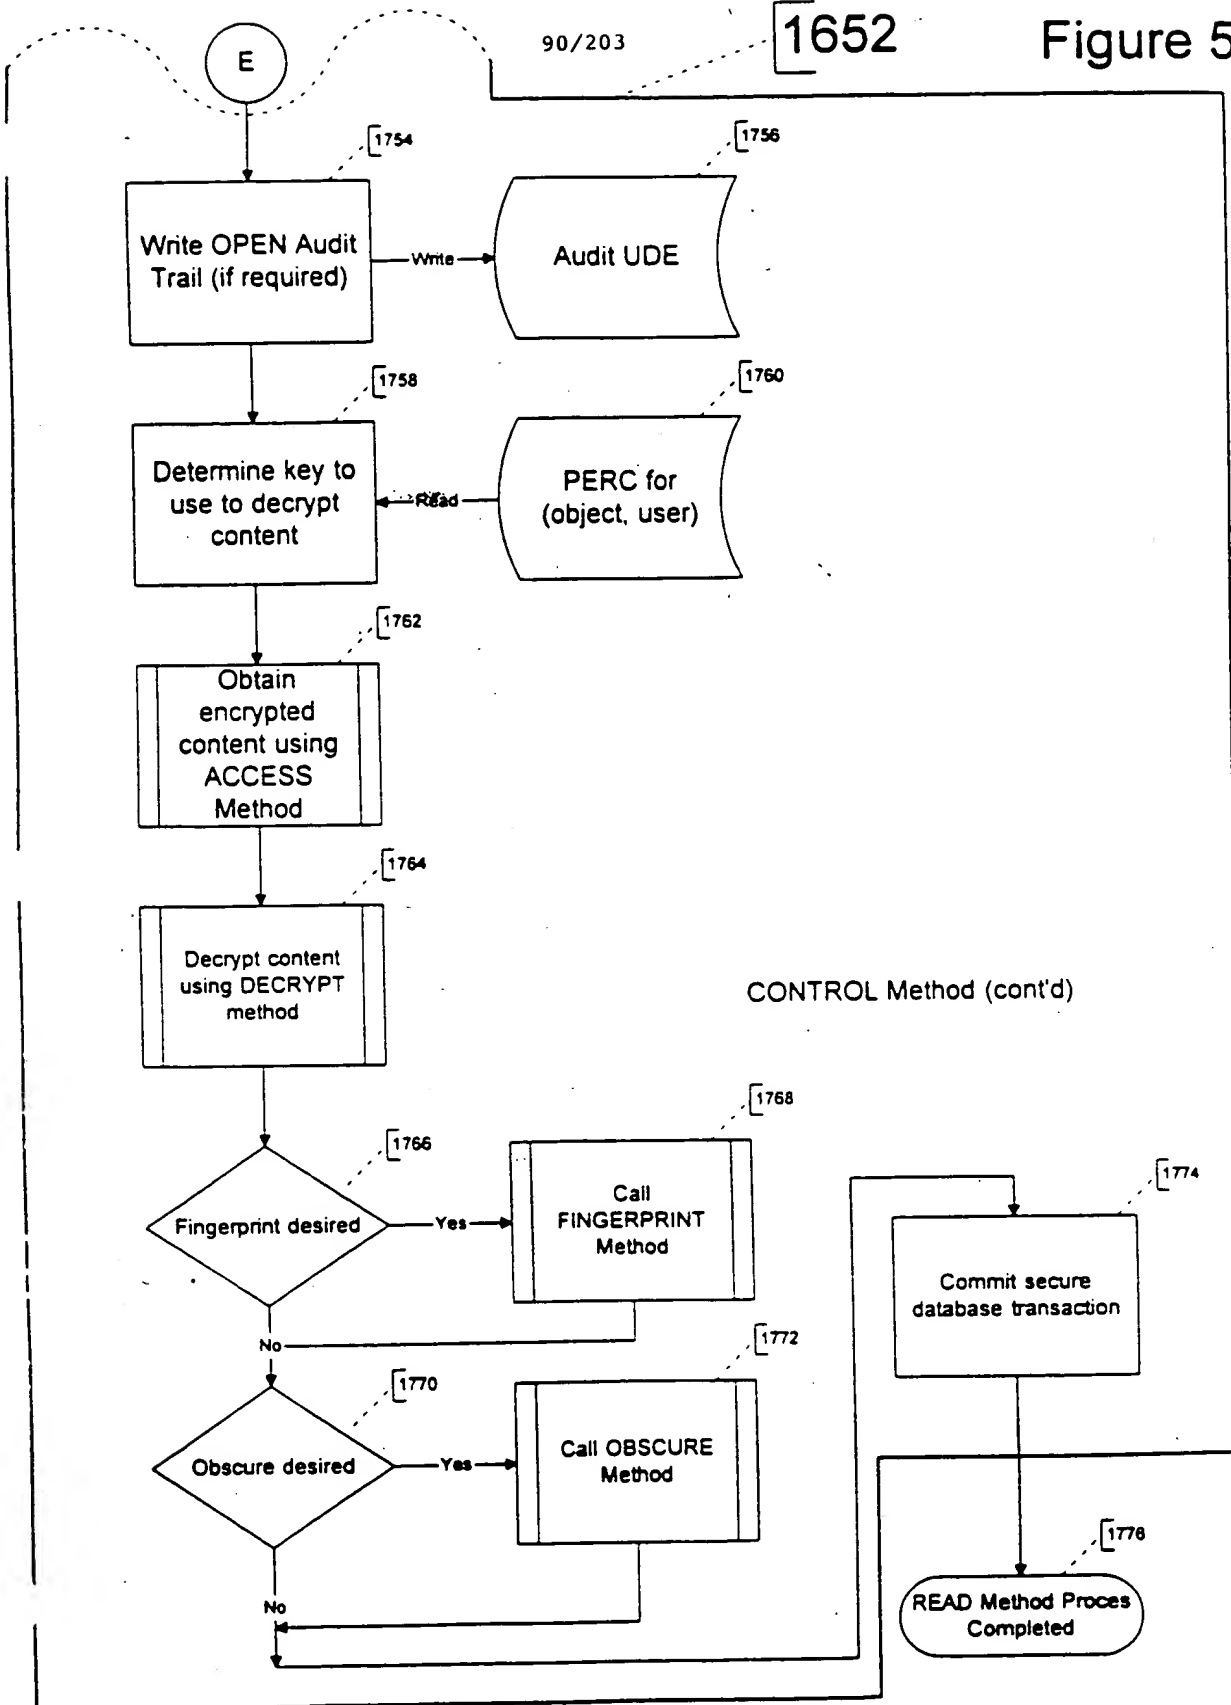 E
90/203
1652
Figure 5
1754
Write OPEN Audit
Trail (if required)
Write
1756
Audit UDE
1758
Determine key to
use to decrypt
content
Read
1760
PERC for
(object, user)
1762
Obtain
encrypted
content using
ACCESS
Method
1764
Decrypt content
using DECRYPT
method
CONTROL Method (cont'd)
1766
Fingerprint desired
Yes
1768
Call
FINGERPRINT
Method
No
1770
Obscure desired
Yes
1772
Call OBSCURE
Method
No
1774
Commit secure
database transaction
1776
READ Method Proces
Completed